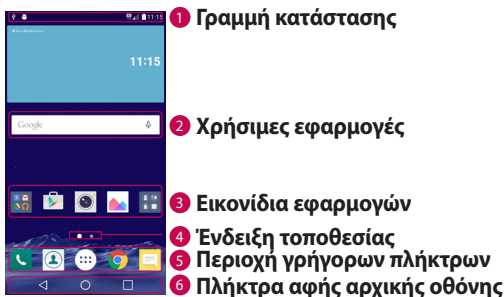 11:15
1 Γραμμή κατάστασης
11:15
Google
2 Χρήσιμες εφαρμογές
3 Εικονίδια εφαρμογών
4 Ένδειξη τοποθεσίας
5 Περιοχή γρήγορων πλήκτρων
6 Πλήκτρα αφής αρχικής οθόνης